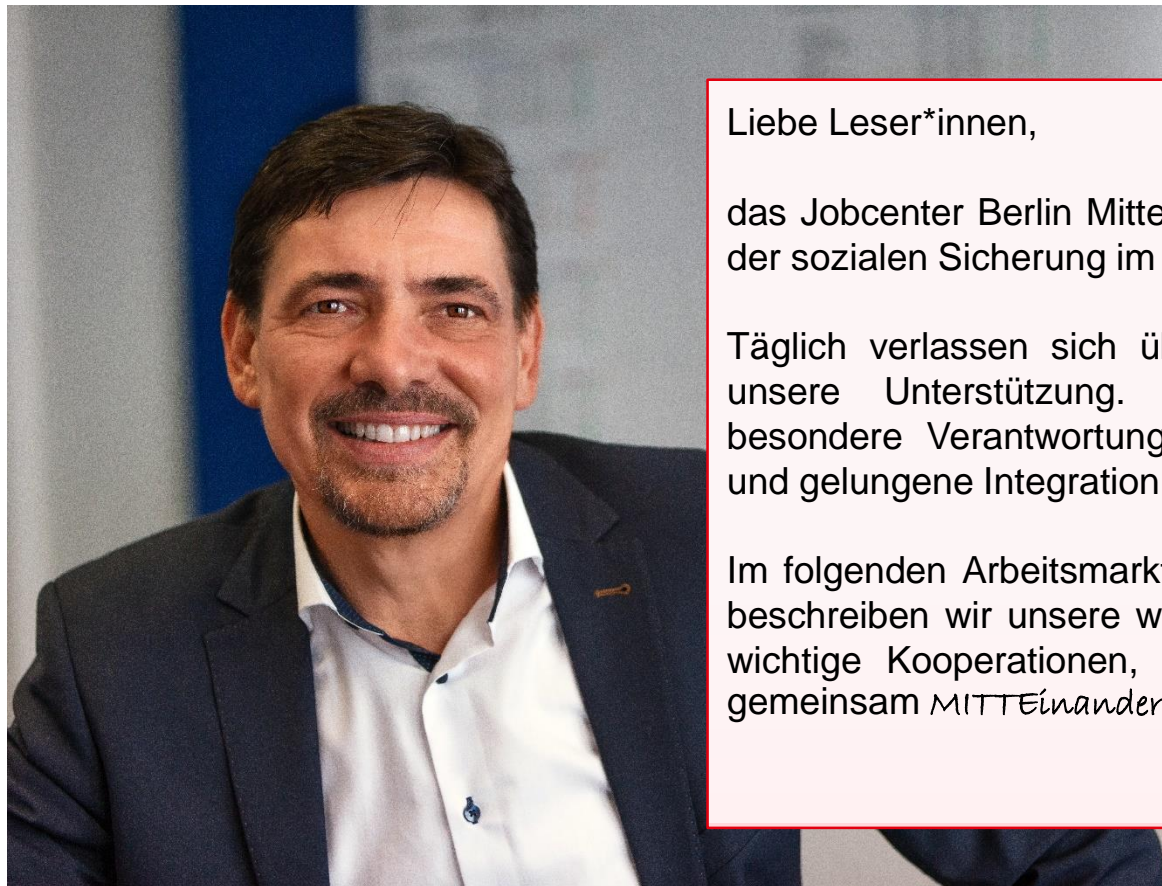 Liebe Leser*innen,
das Jobcenter Berlin Mitte
der sozialen Sicherung im
Täglich verlassen sich
unsere Unterstützung.
besondere Verantwortung
und gelungene Integration
Im folgenden
beschreiben wir unsere
wichtige Kooperationen,
gemeinsam MITTEinander